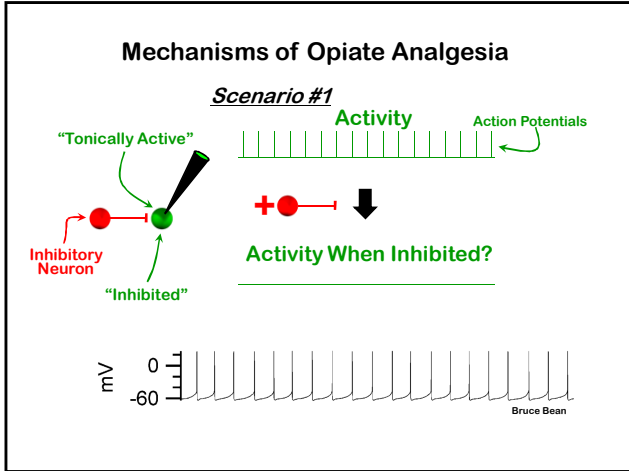 Mechanisms of Opiate Analgesia
Scenario #1
Activity
Action Potentials
“Tonically Active”
+
Inhibitory
Neuron
Activity When Inhibited?
“Inhibited”
mV
0
-60
Bruce Bean